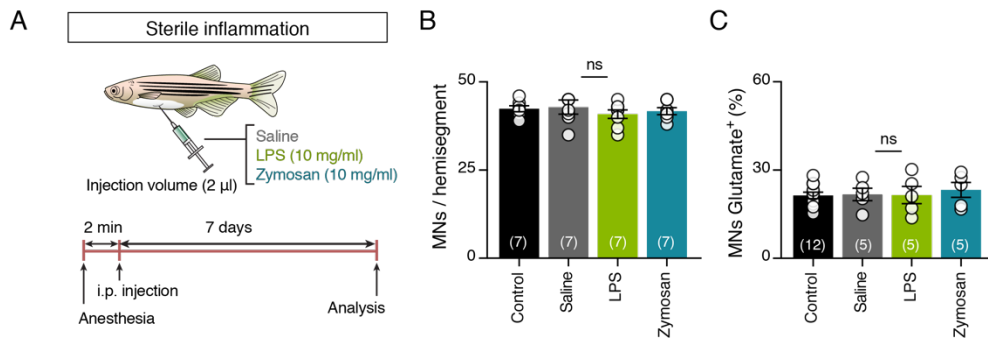 A
Sterile inflammation
Saline
LPS (10 mg/ml)
Zymosan (10 mg/ml)
Injection volume (2 µl)
2 min
7 days
i.p. injection
Anesthesia
Analysis
B
MNs / hemisegment
50
25
0
ns
(7)
(7)
(7)
(7)
Control
Saline
LPS
Zymosan
C
MNs Glutamate⁺ (%)
60
30
0
ns
(12)
(5)
(5)
(5)
Control
Saline
LPS
Zymosan